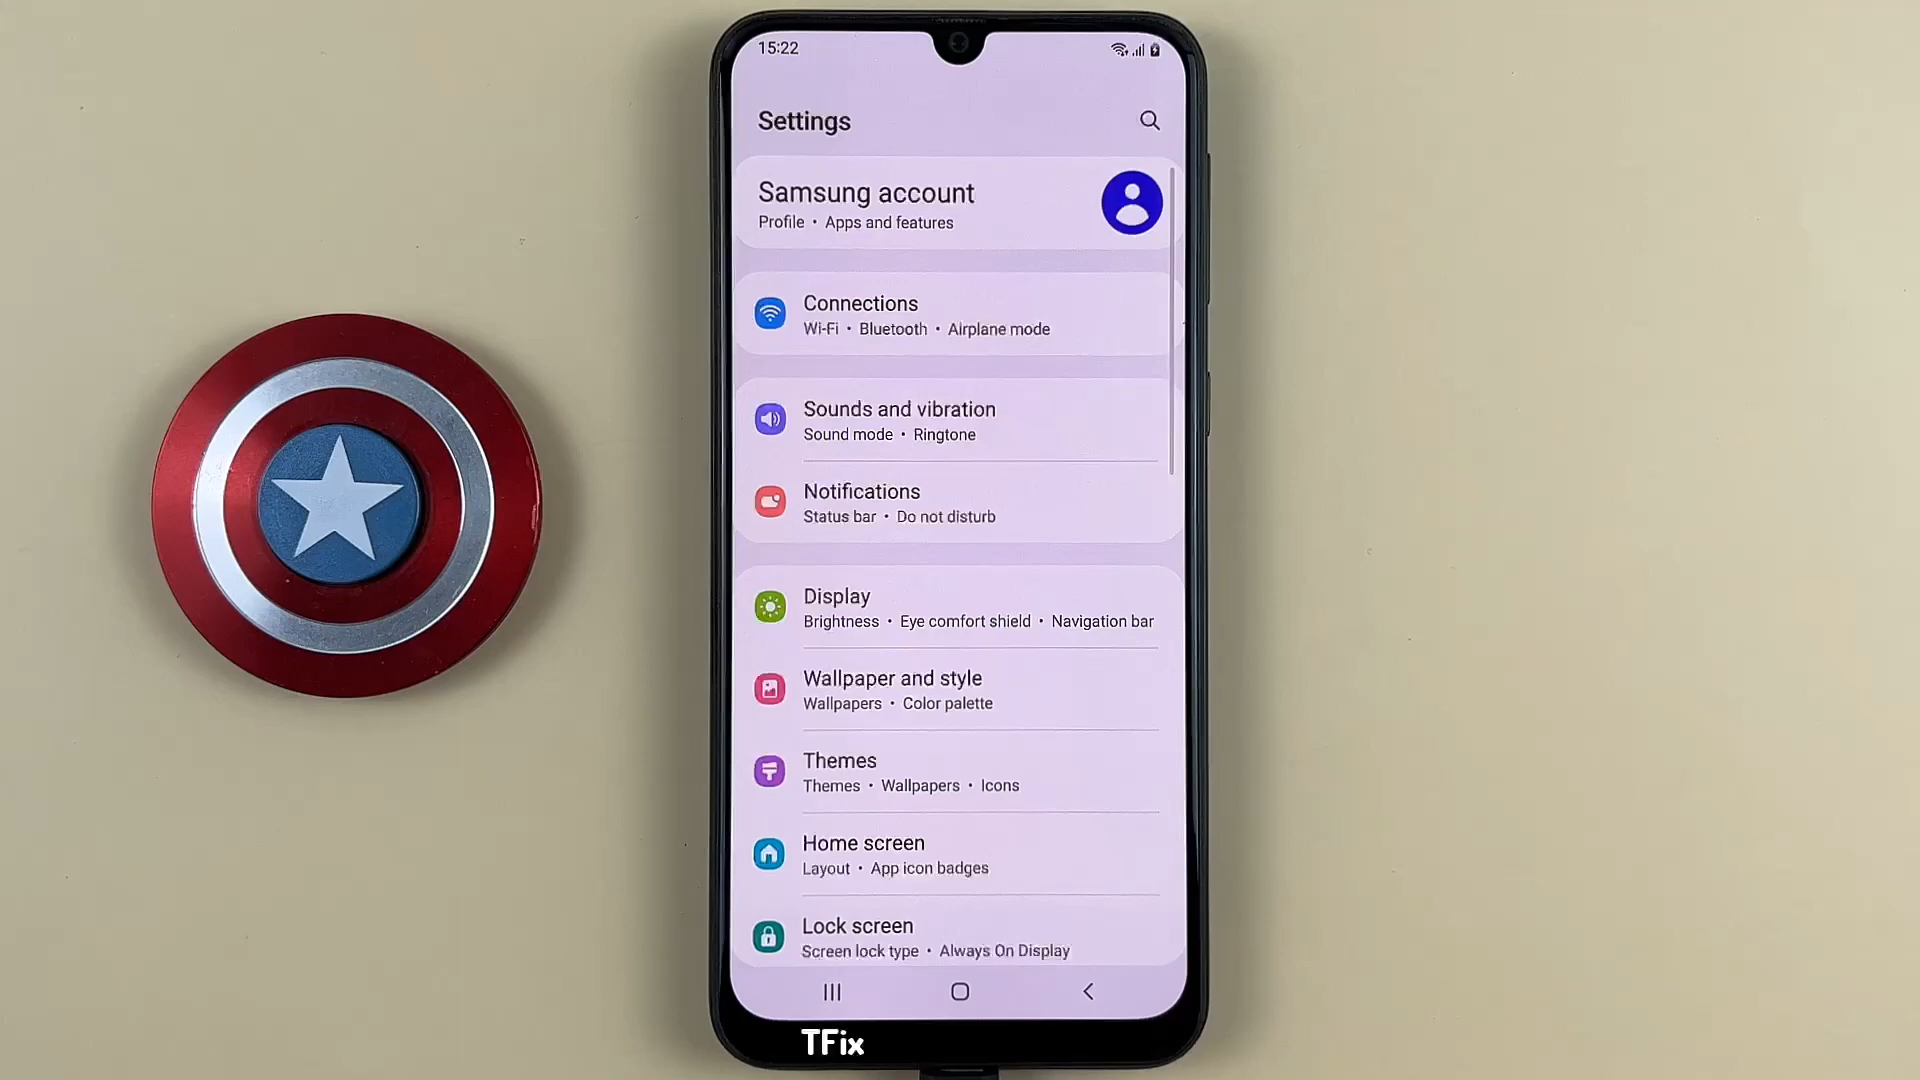 15:22
Settings
Samsung account
Profile • Apps and features
Connections
Wi-Fi • Bluetooth • Airplane mode
Sounds and vibration
Sound mode • Ringtone
Notifications
Status bar • Do not disturb
Display
Brightness • Eye comfort shield • Navigation bar
Wallpaper and style
Wallpapers • Color palette
Themes
Themes • Wallpapers • Icons
Home screen
Layout • App icon badges
Lock screen
Screen lock type • Always On Display
TFix